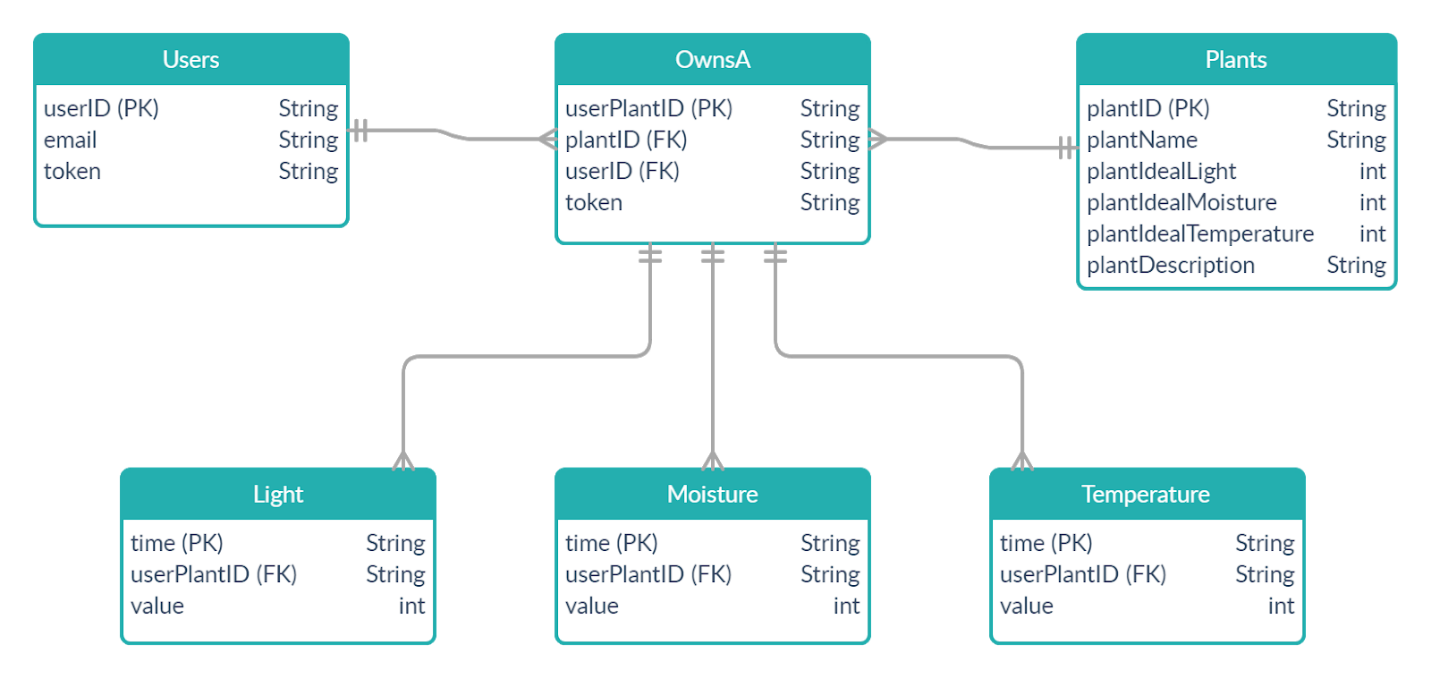 Users
userID (PK) String
email String
token String
OwnsA
userPlantID (PK) String
plantID (FK) String
userID (FK) String
token String
Plants
plantID (PK) String
plantName String
plantIdealLight int
plantIdealMoisture int
plantIdealTemperature int
plantDescription String
Light
time (PK) String
userPlantID (FK) String
value int
Moisture
time (PK) String
userPlantID (FK) String
value int
Temperature
time (PK) String
userPlantID (FK) String
value int